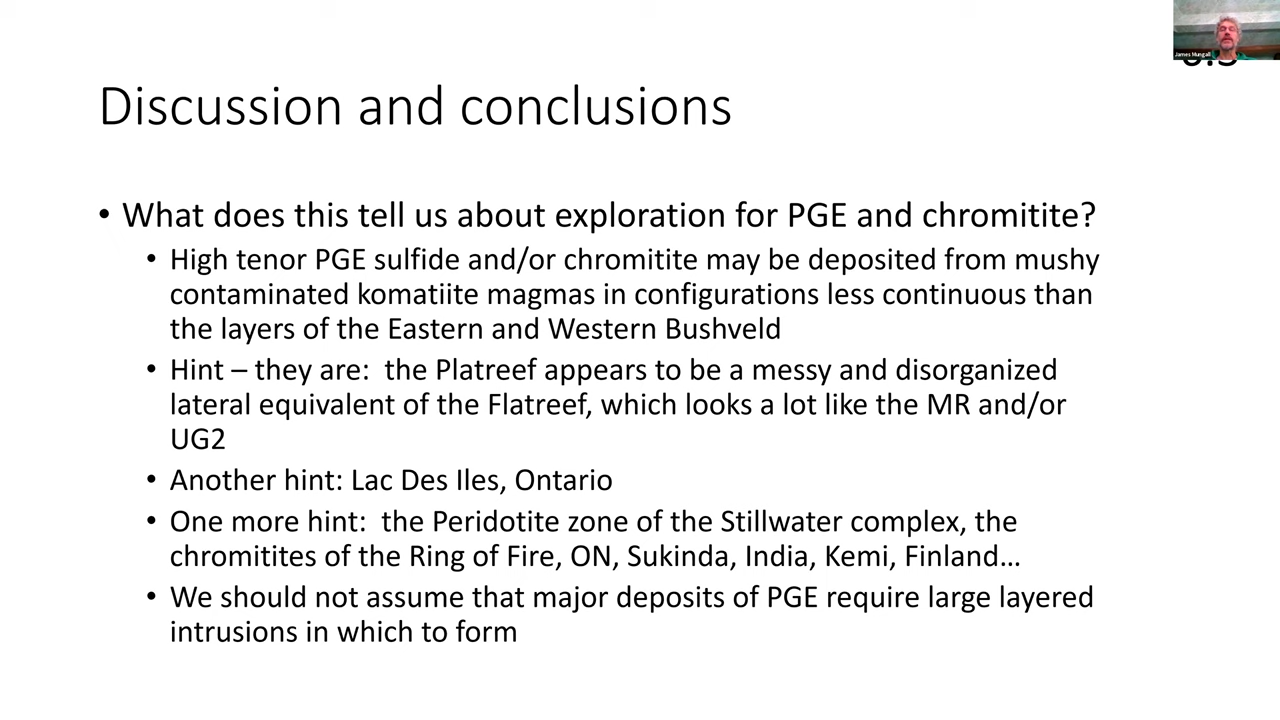 James Mungall
Discussion and conclusions
• What does this tell us about exploration for PGE and chromitite?
• High tenor PGE sulfide and/or chromitite may be deposited from mushy
contaminated komatiite magmas in configurations less continuous than
the layers of the Eastern and Western Bushveld
• Hint – they are:  the Platreef appears to be a messy and disorganized
lateral equivalent of the Flatreef, which looks a lot like the MR and/or
UG2
• Another hint: Lac Des Iles, Ontario
• One more hint:  the Peridotite zone of the Stillwater complex, the
chromitites of the Ring of Fire, ON, Sukinda, India, Kemi, Finland…
• We should not assume that major deposits of PGE require large layered
intrusions in which to form